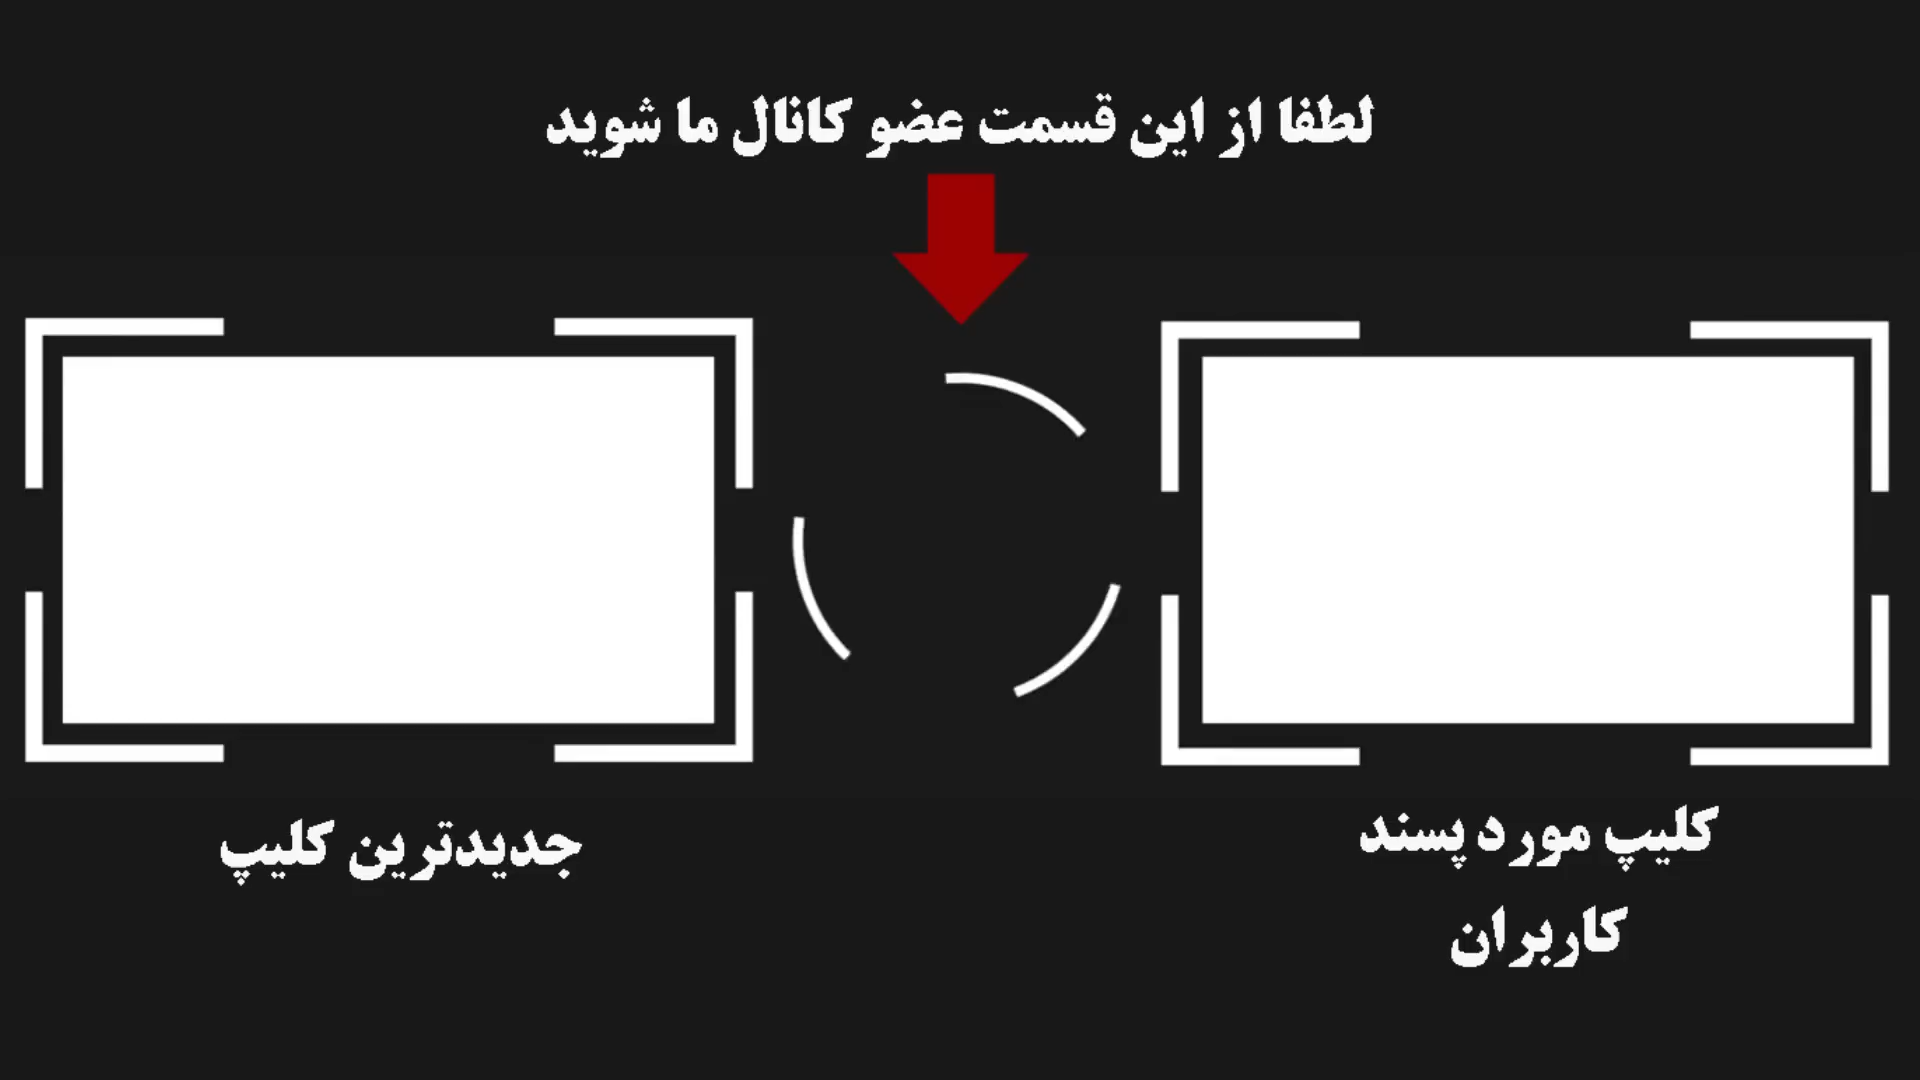 لطفا از این قسمت عضو کانال ما شوید
کلیپ مورد پسند
کاربران
جدیدترین کلیپ